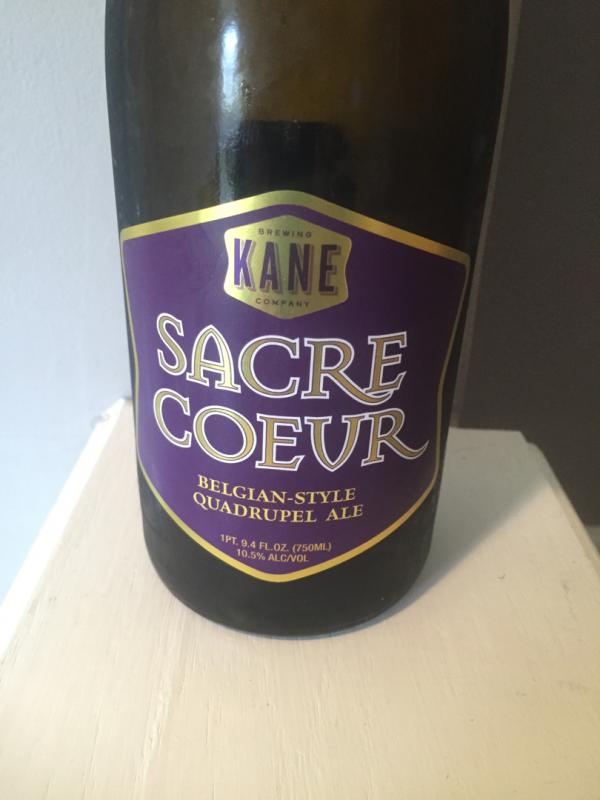 BREWING
KANE
COMPANY
SACRE
COEUR
BELGIAN-STYLE
QUADRUPEL ALE
1PT. 9.4 FL.OZ. (750ML)
10.5% ALC/VOL